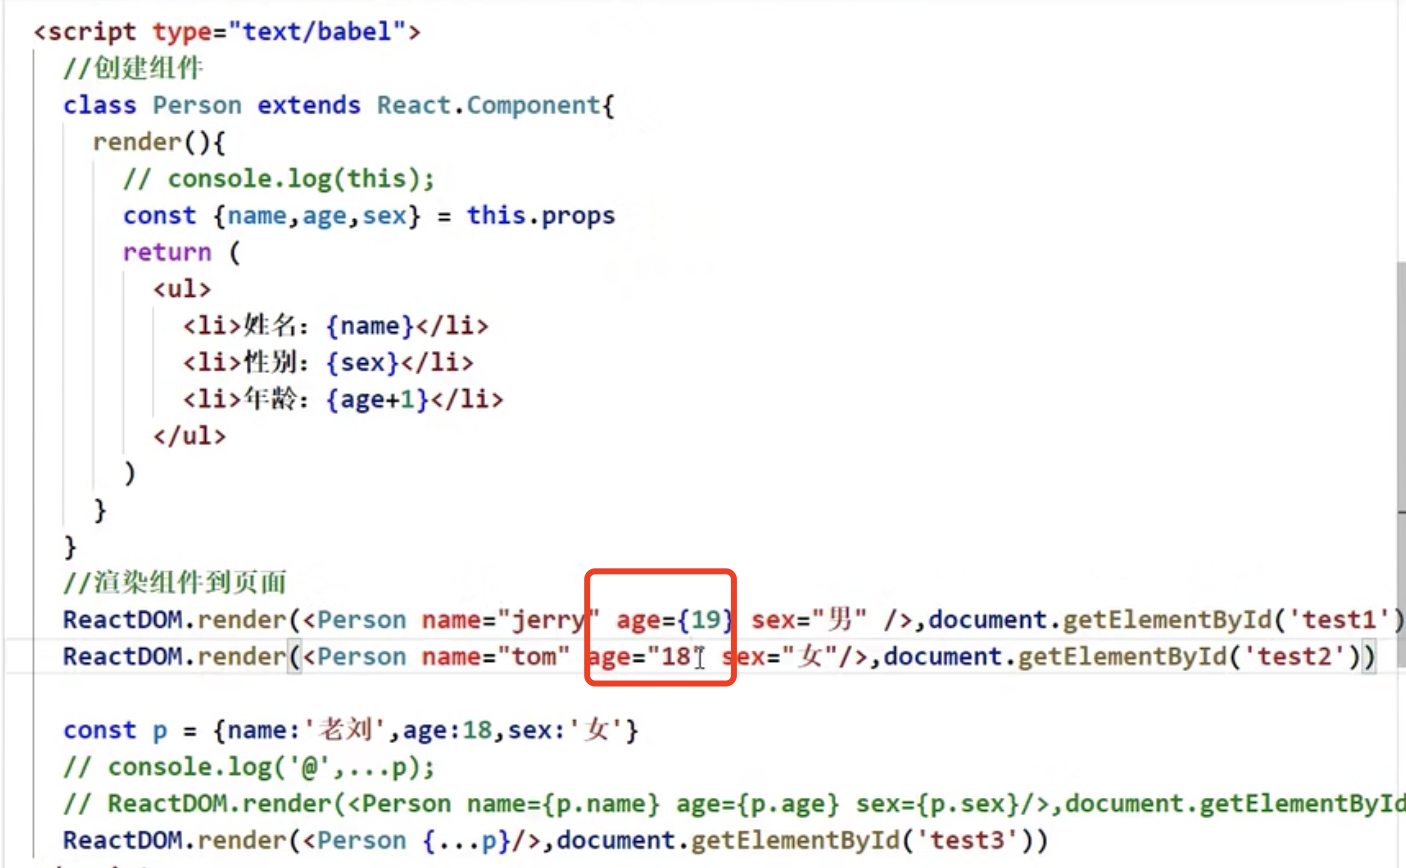 <script type="text/babel">
//创建组件
class Person extends React.Component{
render(){
// console.log(this);
const {name,age,sex} = this.props
return (
<ul>
<li>姓名：{name}</li>
<li>性别：{sex}</li>
<li>年龄：{age+1}</li>
</ul>
)
}
}
//渲染组件到页面
ReactDOM.render(<Person name="jerry" age={19} sex="男" />,document.getElementById('test1')
ReactDOM.render(<Person name="tom" age="18" sex="女"/>,document.getElementById('test2'))
const p = {name:'老刘',age:18,sex:'女'}
// console.log('@',...p);
// ReactDOM.render(<Person name={p.name} age={p.age} sex={p.sex}/>,document.getElementById
ReactDOM.render(<Person {...p}/>,document.getElementById('test3'))